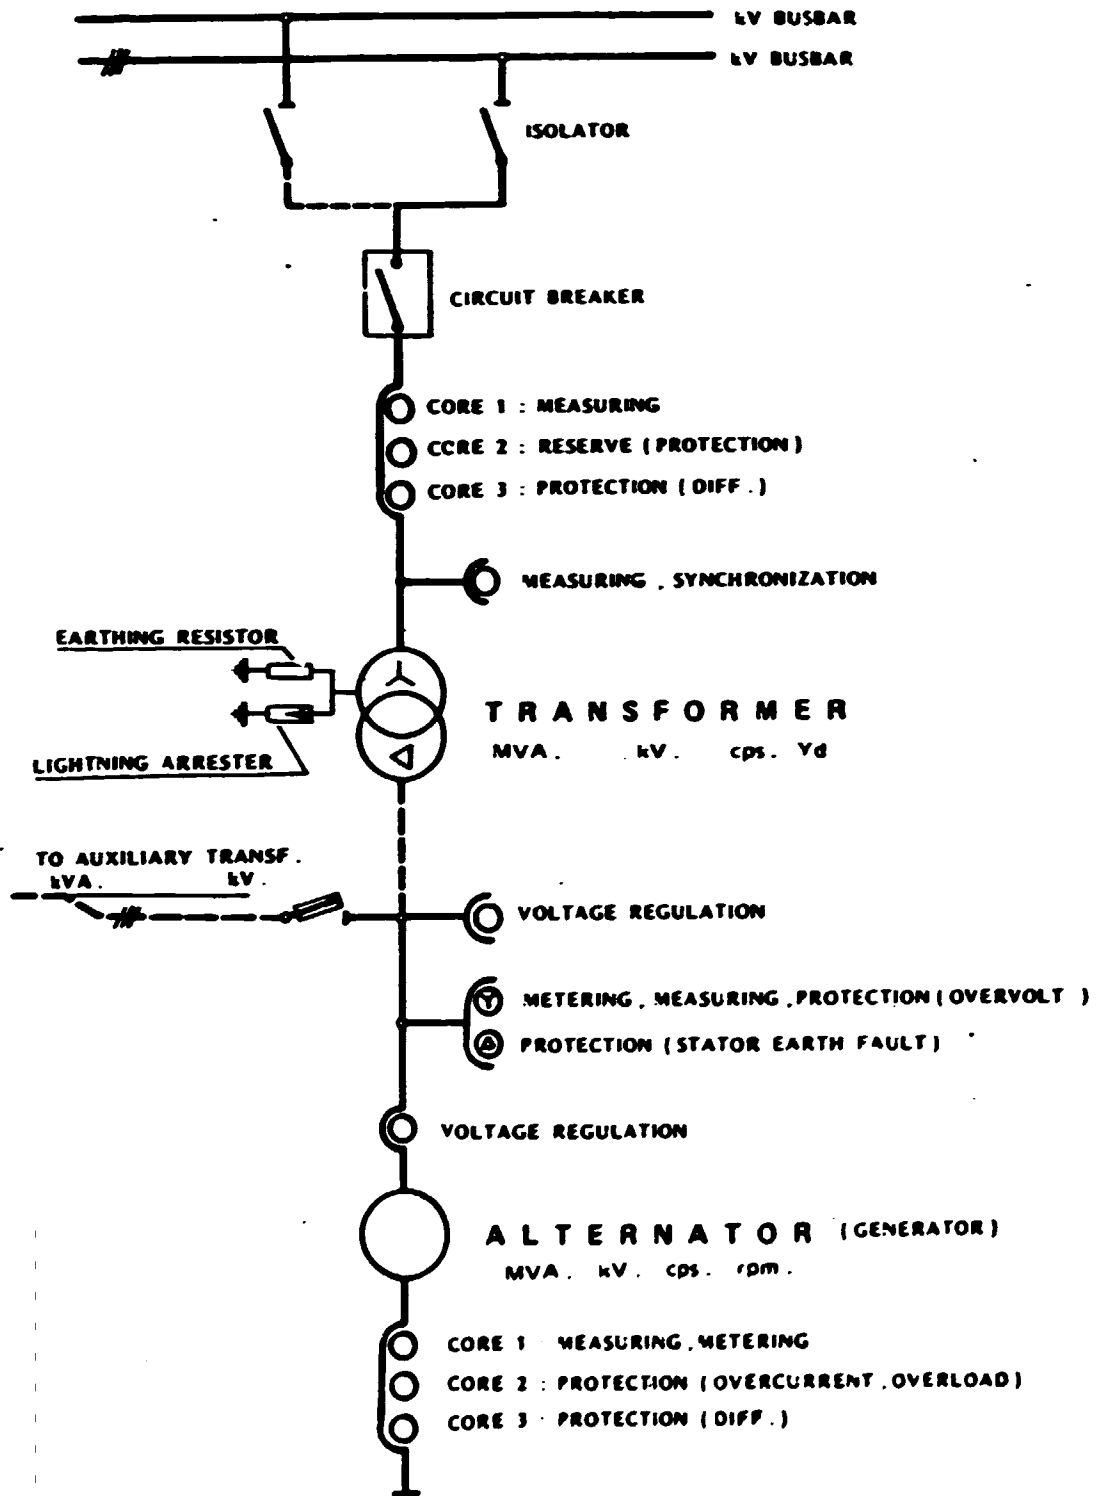 kV BUSBAR
kV BUSBAR
ISOLATOR
CIRCUIT BREAKER
CORE 1 : MEASURING
CORE 2 : RESERVE ( PROTECTION )
CORE 3 : PROTECTION ( DIFF . )
MEASURING , SYNCHRONIZATION
EARTHING RESISTOR
TRANSFORMER
MVA . kV . cps . Yd
LIGHTNING ARRESTER
TO AUXILIARY TRANSF .
kVA . kV .
VOLTAGE REGULATION
METERING , MEASURING , PROTECTION ( OVERVOLT )
PROTECTION ( STATOR EARTH FAULT )
VOLTAGE REGULATION
ALTERNATOR ( GENERATOR )
MVA . kV . cps . rpm .
CORE 1 MEASURING , METERING
CORE 2 : PROTECTION ( OVERCURRENT , OVERLOAD )
CORE 3 · PROTECTION ( DIFF . )